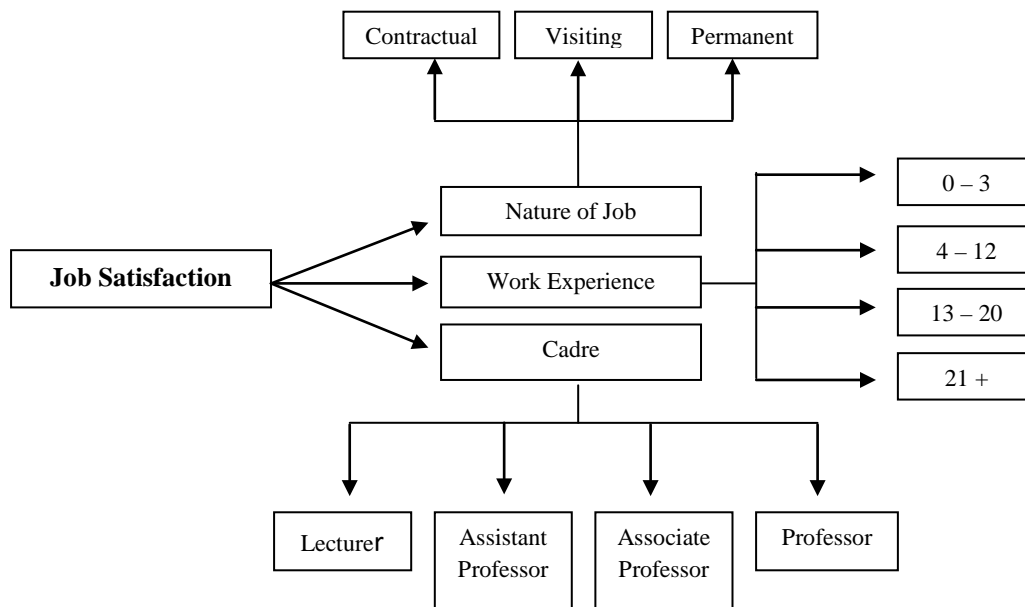 Contractual
Visiting
Permanent
Nature of Job
0 – 3
4 – 12
Job Satisfaction
Work Experience
13 – 20
Cadre
21 +
Lecturer
Assistant
Professor
Associate
Professor
Professor